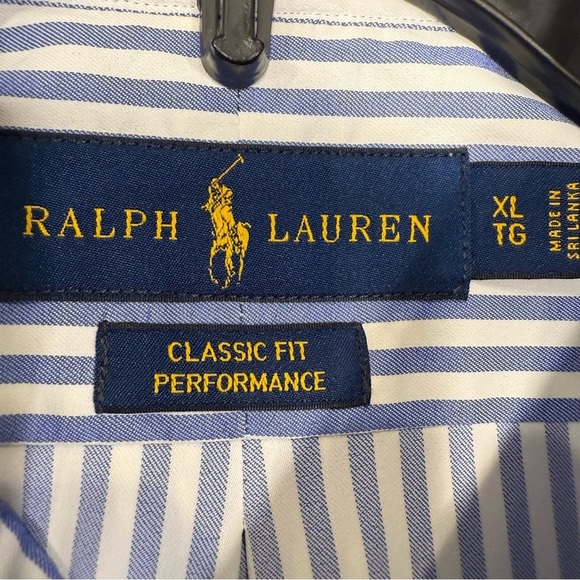 RALPH LAUREN
XL
TG
MADE IN
SRI LANKA
CLASSIC FIT
PERFORMANCE